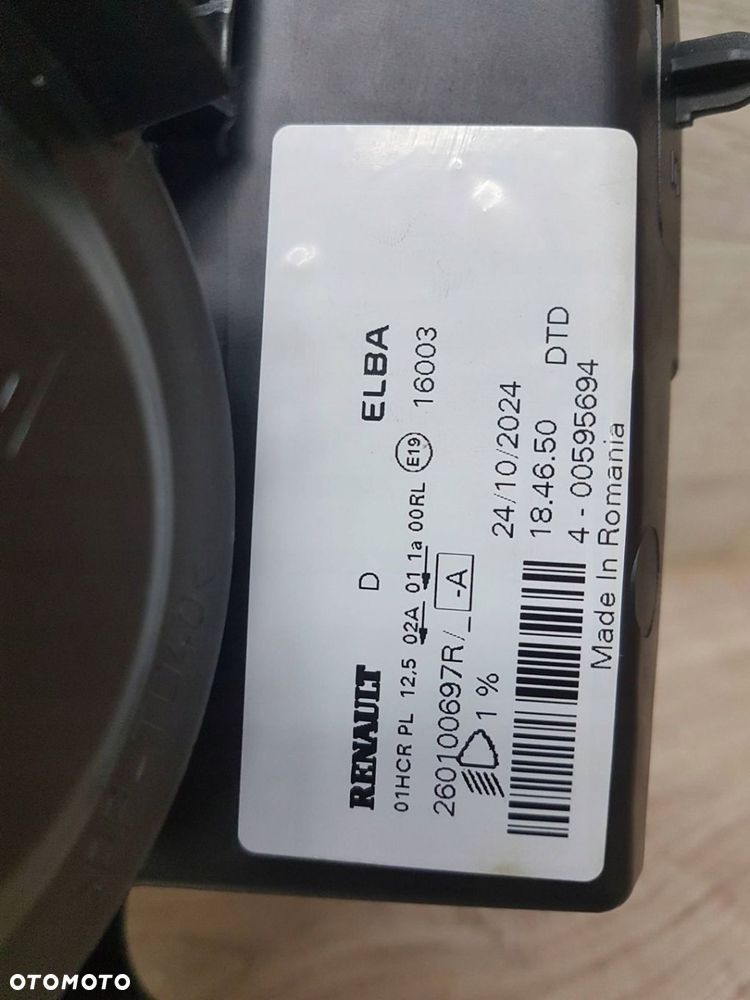 RENAULT D ELBA
01HCR PL 12.5 02A 01 1a 00RL E19 16003
260100697R/_ -A
1 %
24/10/2024
18.46.50 DTD
4 - 00595694
Made In Romania
OTOMOTO